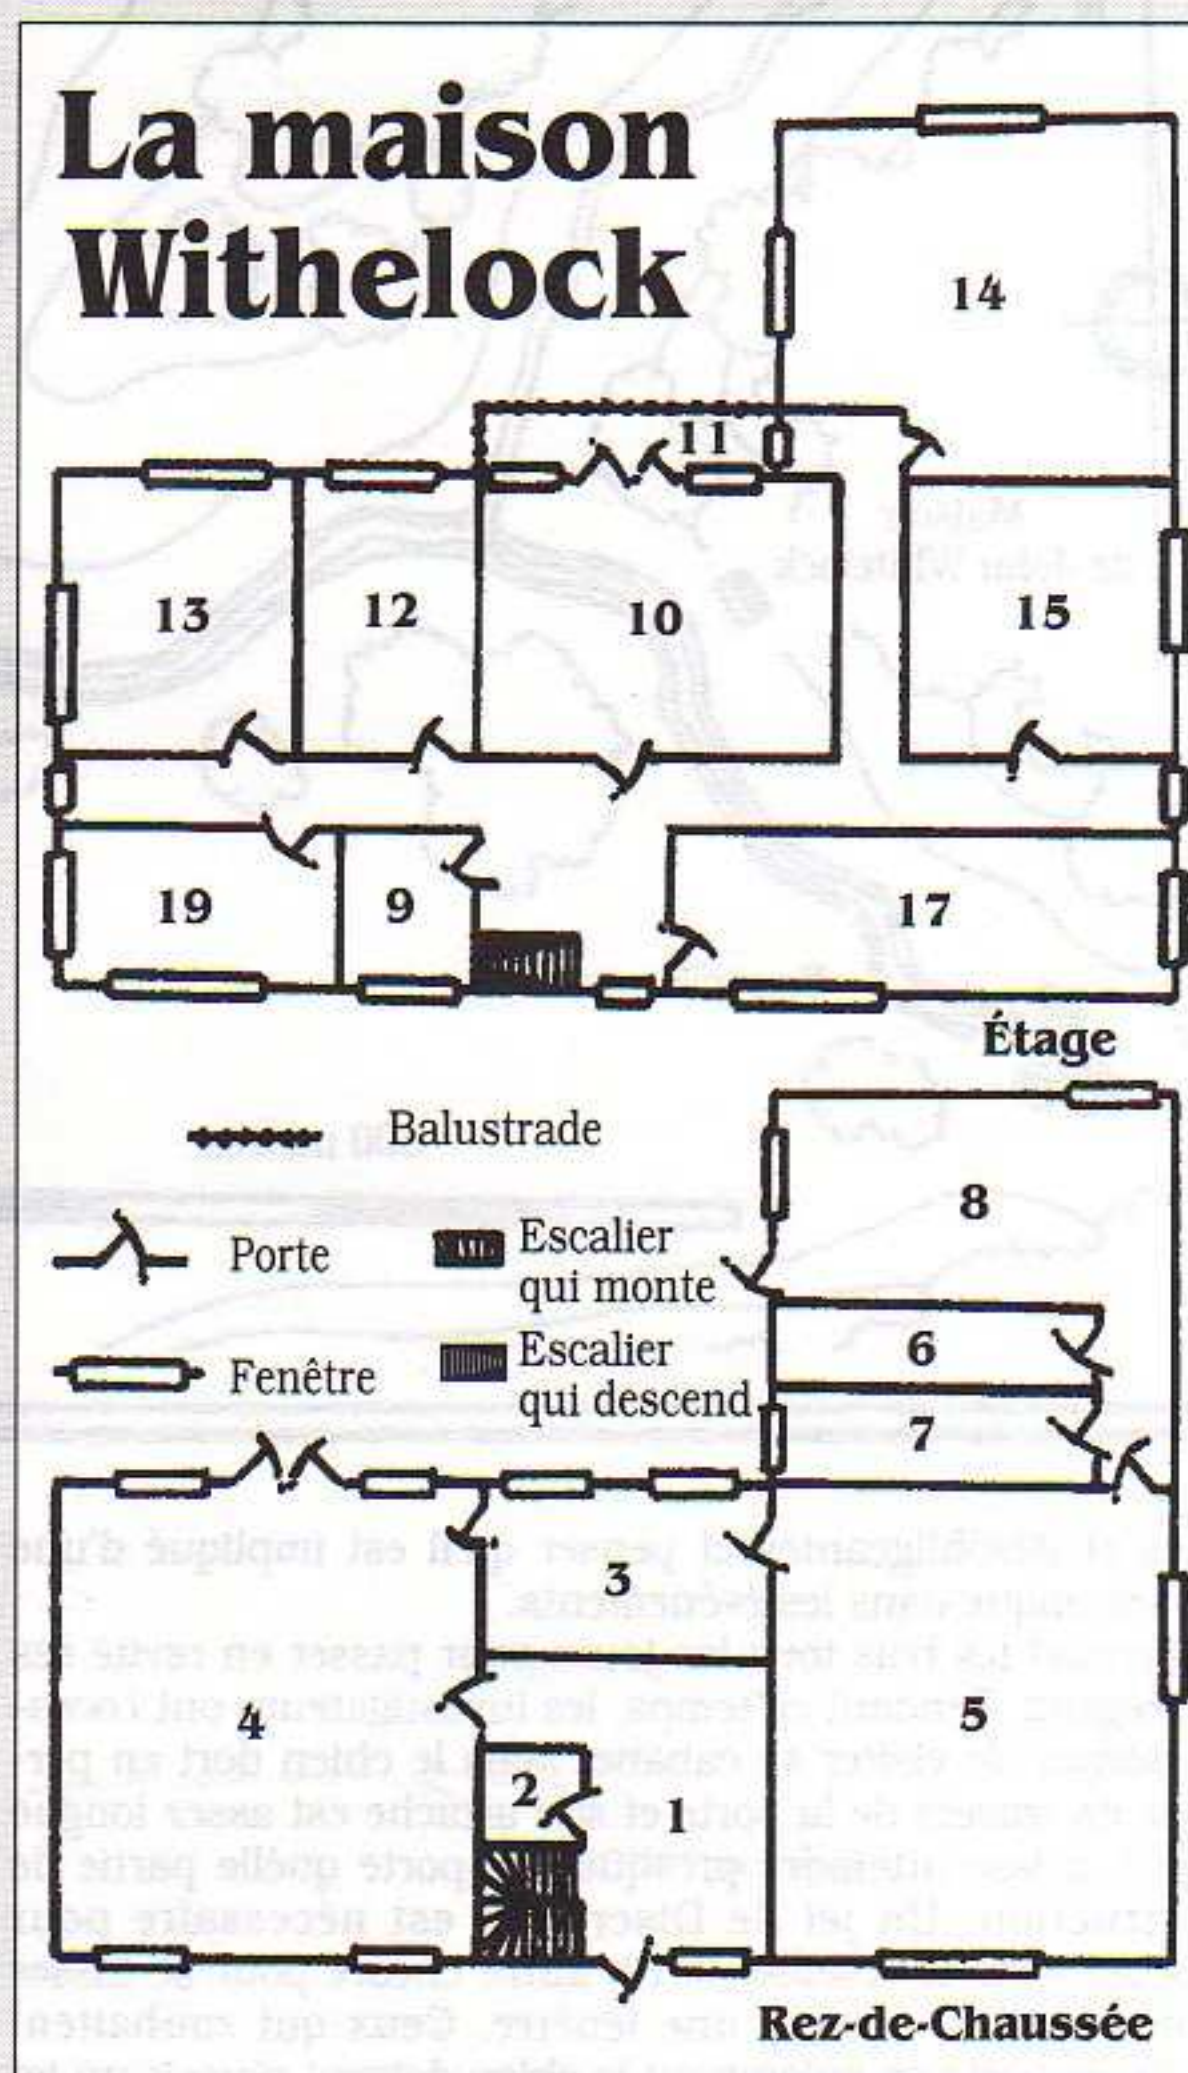 La maison
Withelock
14
11
13
12
10
15
19
9
17
Étage
Balustrade
Porte
Escalier
qui monte
Fenêtre
Escalier
qui descend
8
6
7
3
4
5
2
1
Rez-de-Chaussée